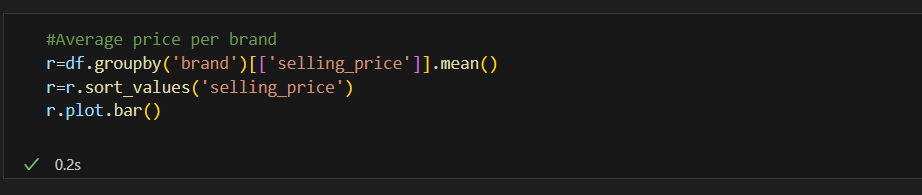 #Average price per brand
r=df.groupby('brand')[['selling_price']].mean()
r=r.sort_values('selling_price')
r.plot.bar()
0.2s